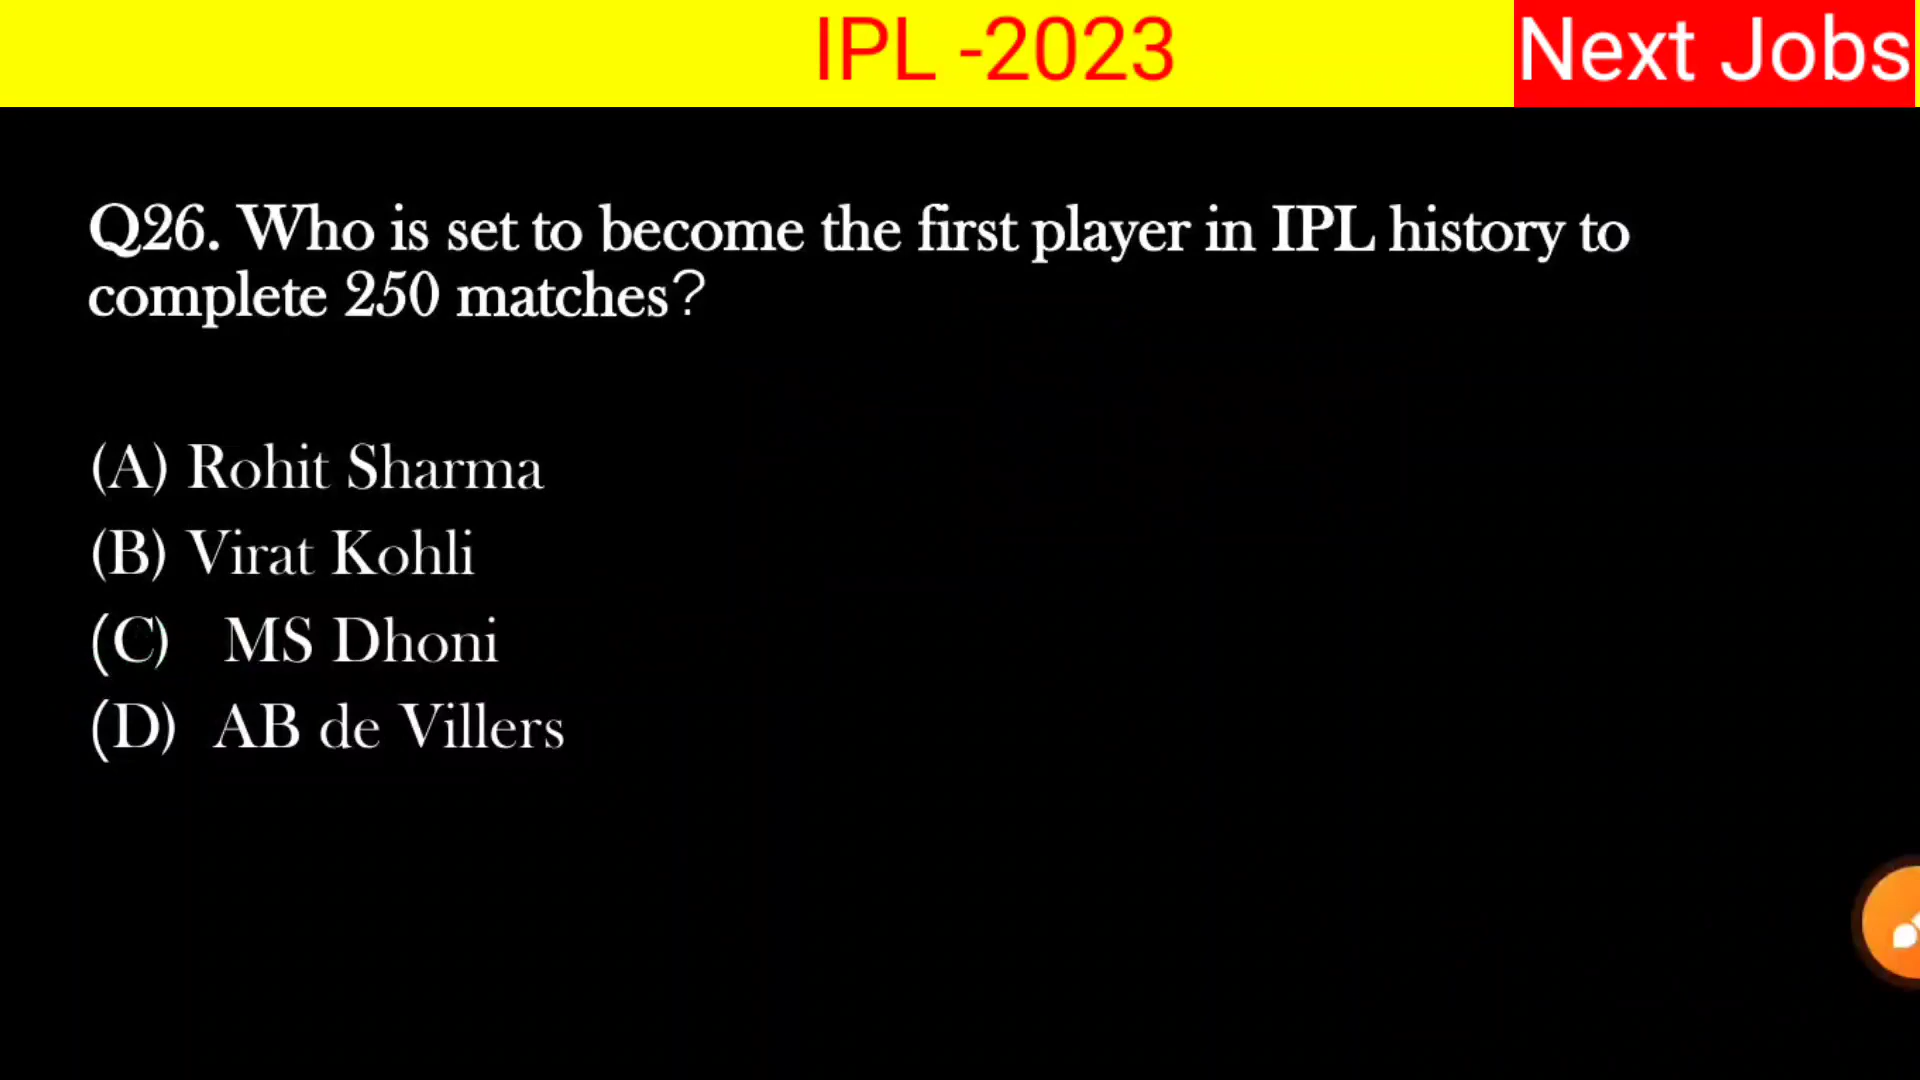 IPL -2023
Next Jobs
Q26. Who is set to become the first player in IPL history to
complete 250 matches?
(A) Rohit Sharma
(B) Virat Kohli
(C) MS Dhoni
(D) AB de Villers